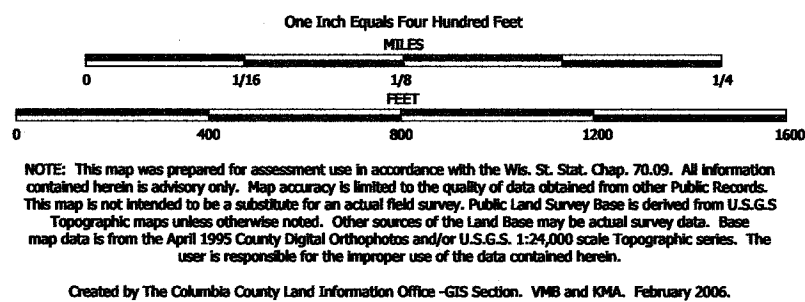 One Inch Equals Four Hundred Feet
MILES
0 1/16 1/8 1/4
FEET
0 400 800 1200 1600
NOTE: This map was prepared for assessment use in accordance with the Wis. St. Stat. Chap. 70.09. All information
contained herein is advisory only. Map accuracy is limited to the quality of data obtained from other Public Records.
This map is not intended to be a substitute for an actual field survey. Public Land Survey Base is derived from U.S.G.S
Topographic maps unless otherwise noted. Other sources of the Land Base may be actual survey data. Base
map data is from the April 1995 County Digital Orthophotos and/or U.S.G.S. 1:24,000 scale Topographic series. The
user is responsible for the improper use of the data contained herein.
Created by The Columbia County Land Information Office -GIS Section. VMB and KMA. February 2006.